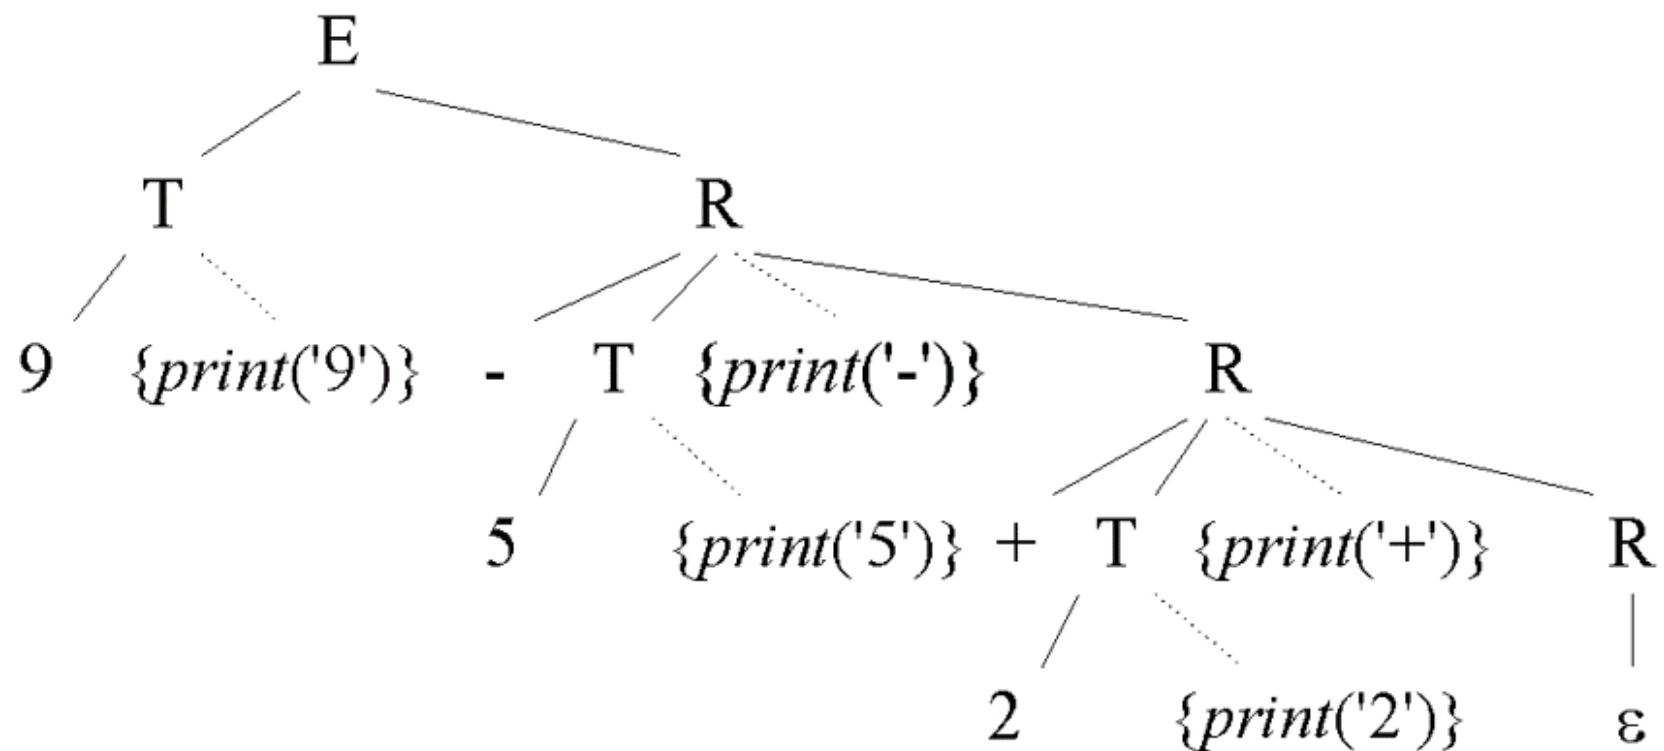 E
T R
9 {print('9')} - T {print('-')} R
5 {print('5')} + T {print('+')} R
2 {print('2')} ε